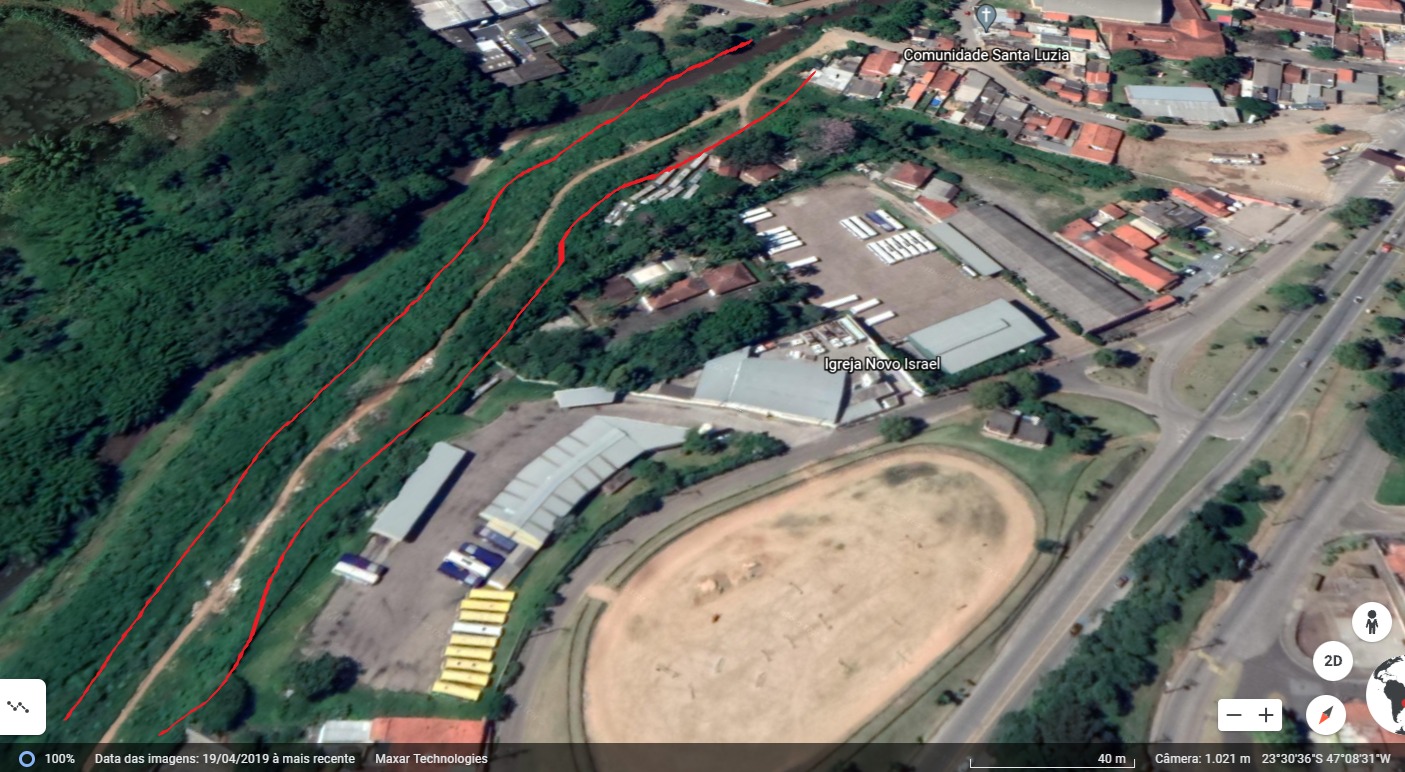 Comunidade Santa Luzia
Igreja Novo Israel
2D
100% Data das imagens: 19/04/2019 à mais recente Maxar Technologies 40 m Câmera: 1.021 m 23°30'36"S 47°08'31"W